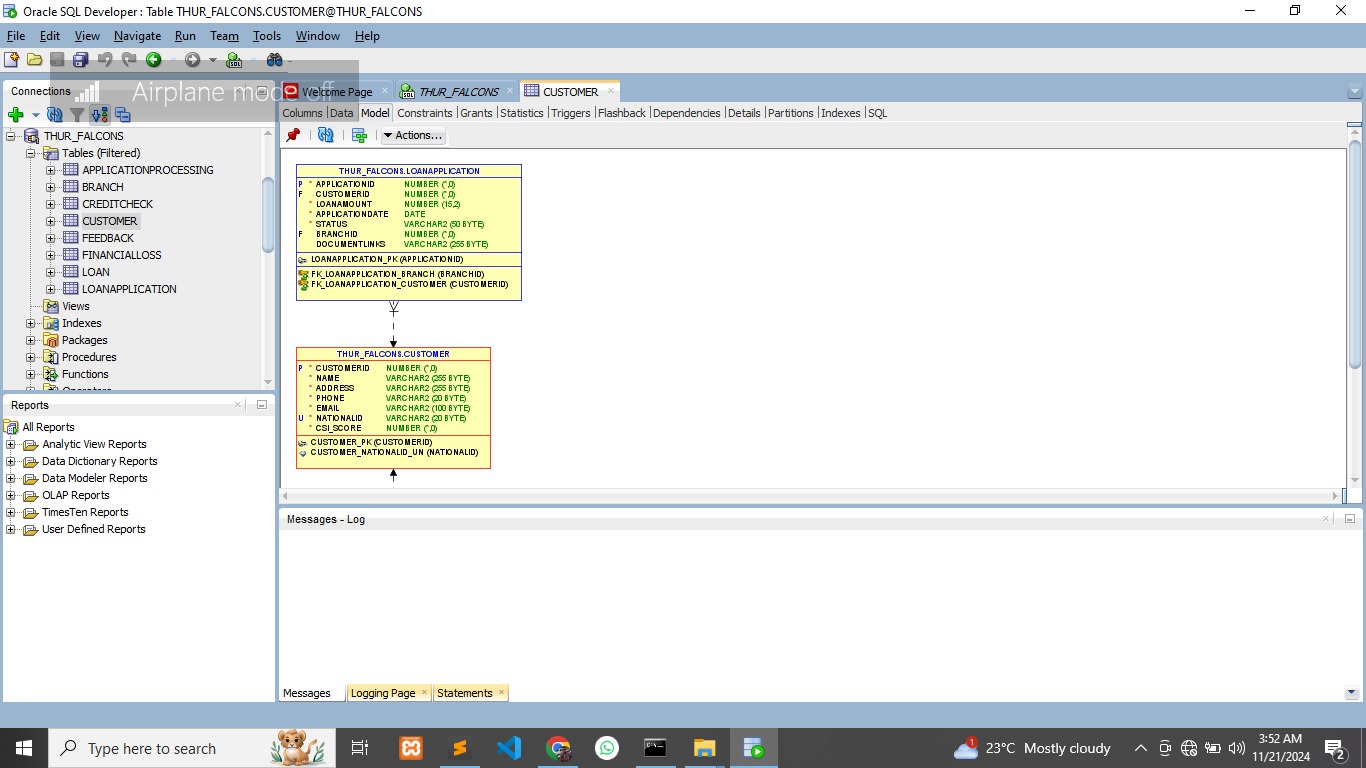 Oracle SQL Developer : Table THUR_FALCONS.CUSTOMER@THUR_FALCONS
File Edit View Navigate Run Team Tools Window Help
Airplane mode off
Connections
THUR_FALCONS
Tables (Filtered)
APPLICATIONPROCESSING
BRANCH
CREDITCHECK
CUSTOMER
FEEDBACK
FINANCIALLOSS
LOAN
LOANAPPLICATION
Views
Indexes
Packages
Procedures
Functions
Operators
Reports
All Reports
Analytic View Reports
Data Dictionary Reports
Data Modeler Reports
OLAP Reports
TimesTen Reports
User Defined Reports
Welcome Page THUR_FALCONS CUSTOMER
Columns Data Model Constraints Grants Statistics Triggers Flashback Dependencies Details Partitions Indexes SQL
Actions...
THUR_FALCONS.LOANAPPLICATION
P * APPLICATIONID NUMBER (*,0)
F CUSTOMERID NUMBER (*,0)
* LOANAMOUNT NUMBER (15,2)
* APPLICATIONDATE DATE
* STATUS VARCHAR2 (50 BYTE)
F BRANCHID NUMBER (*,0)
DOCUMENTLINKS VARCHAR2 (255 BYTE)
LOANAPPLICATION_PK (APPLICATIONID)
FK_LOANAPPLICATION_BRANCH (BRANCHID)
FK_LOANAPPLICATION_CUSTOMER (CUSTOMERID)
THUR_FALCONS.CUSTOMER
P * CUSTOMERID NUMBER (*,0)
* NAME VARCHAR2 (255 BYTE)
* ADDRESS VARCHAR2 (255 BYTE)
* PHONE VARCHAR2 (20 BYTE)
* EMAIL VARCHAR2 (100 BYTE)
U * NATIONALID VARCHAR2 (20 BYTE)
* CSI_SCORE NUMBER (*,0)
CUSTOMER_PK (CUSTOMERID)
CUSTOMER_NATIONALID_UN (NATIONALID)
Messages - Log
Messages Logging Page Statements
Type here to search
1
23°C Mostly cloudy
3:52 AM
11/21/2024
2